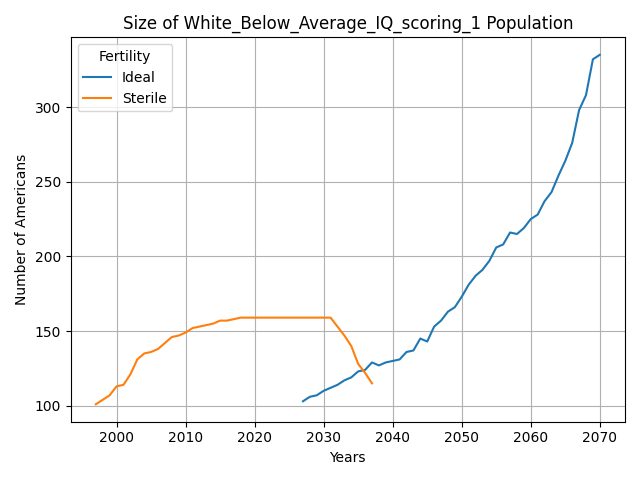 Size of White_Below_Average_IQ_scoring_1 Population
Fertility
Ideal
Sterile
Number of Americans
300
250
200
150
100
2000 2010 2020 2030 2040 2050 2060 2070
Years